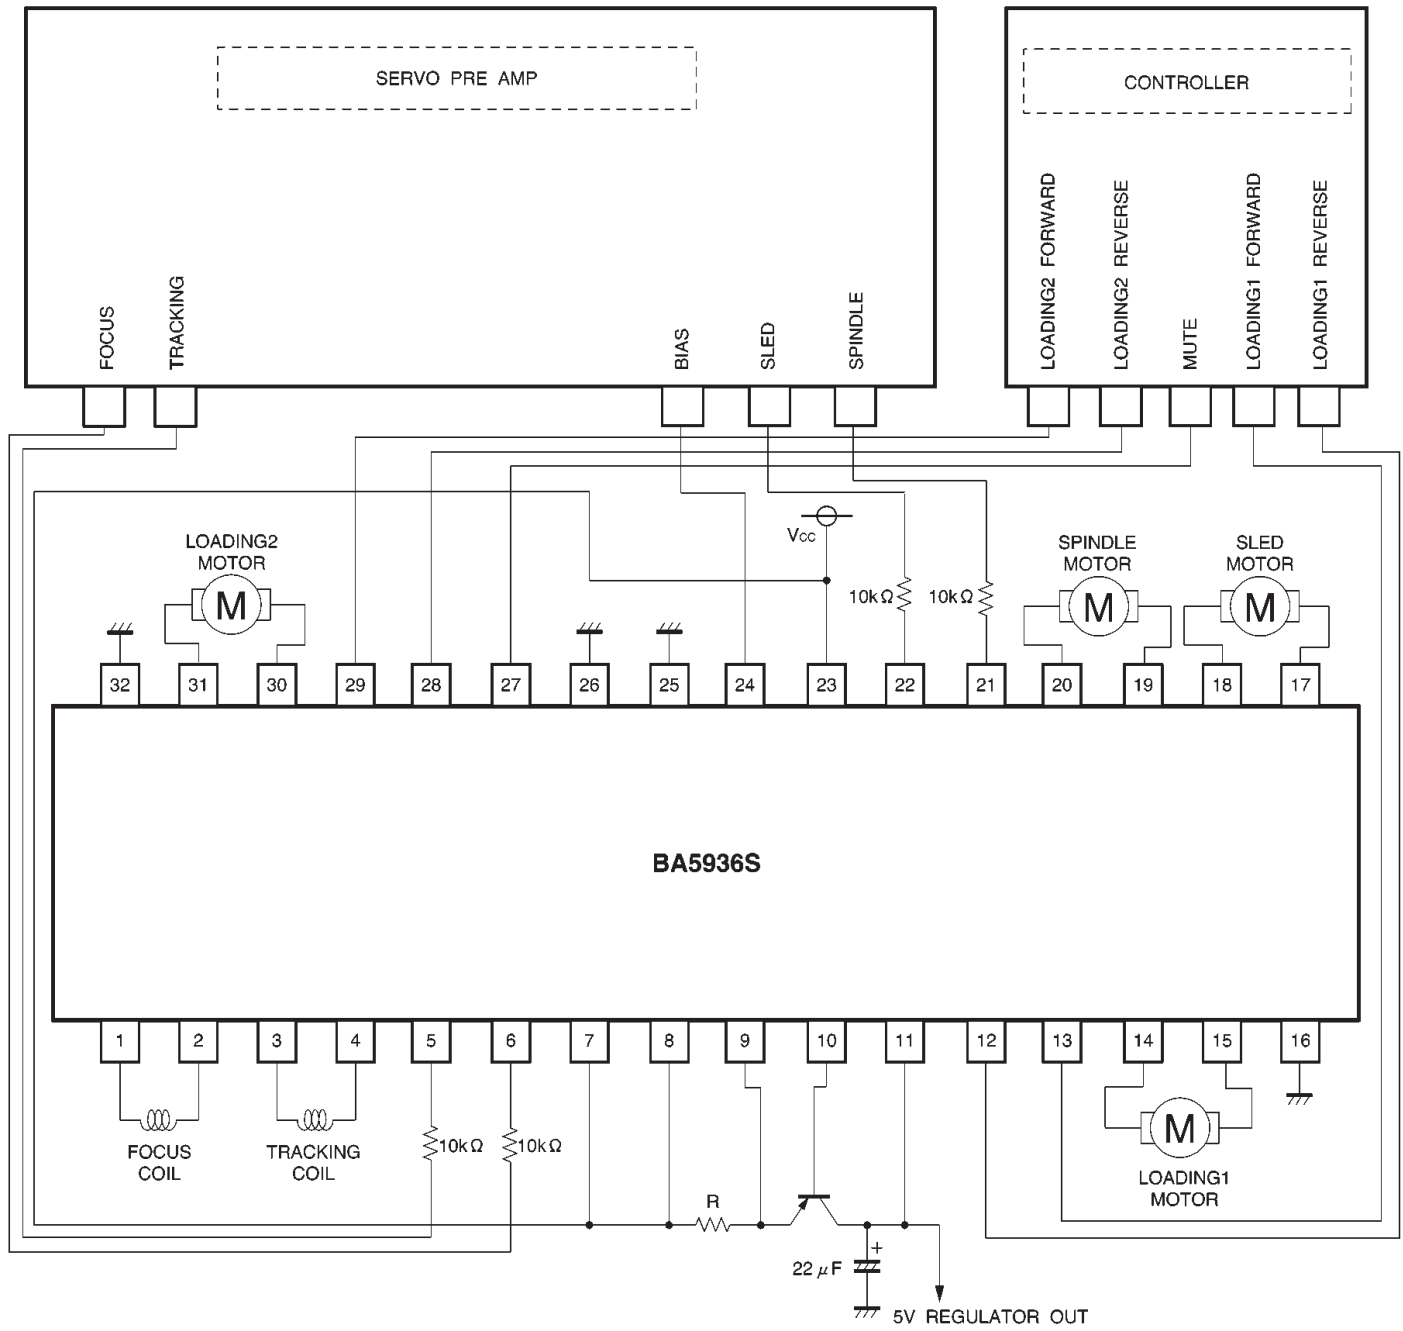 SERVO PRE AMP
CONTROLLER
FOCUS
TRACKING
BIAS
SLED
SPINDLE
LOADING2 FORWARD
LOADING2 REVERSE
MUTE
LOADING1 FORWARD
LOADING1 REVERSE
LOADING2
MOTOR
M
Vcc
10kΩ
10kΩ
SPINDLE
MOTOR
M
SLED
MOTOR
M
32 31 30 29 28 27 26 25 24 23 22 21 20 19 18 17
BA5936S
1 2 3 4 5 6 7 8 9 10 11 12 13 14 15 16
FOCUS
COIL
TRACKING
COIL
10kΩ
10kΩ
M
LOADING1
MOTOR
R
+
22 μF
5V REGULATOR OUT